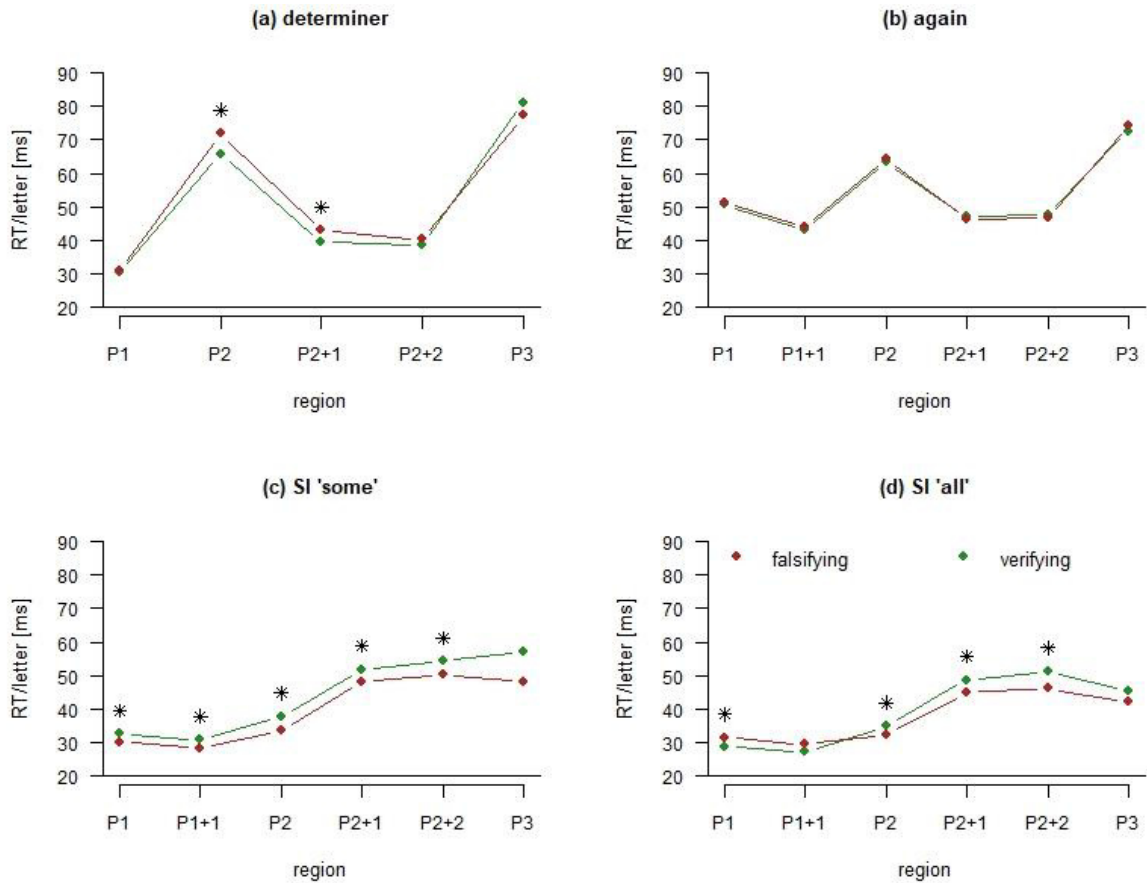 (a) determiner
RT/letter [ms]
90
80
70
60
50
40
30
20
*
*
P1 P2 P2+1 P2+2 P3
region
(b) again
RT/letter [ms]
90
80
70
60
50
40
30
20
P1 P1+1 P2 P2+1 P2+2 P3
region
(c) SI 'some'
RT/letter [ms]
90
80
70
60
50
40
30
20
* * * * *
P1 P1+1 P2 P2+1 P2+2 P3
region
(d) SI 'all'
falsifying verifying
RT/letter [ms]
90
80
70
60
50
40
30
20
* * * *
P1 P1+1 P2 P2+1 P2+2 P3
region